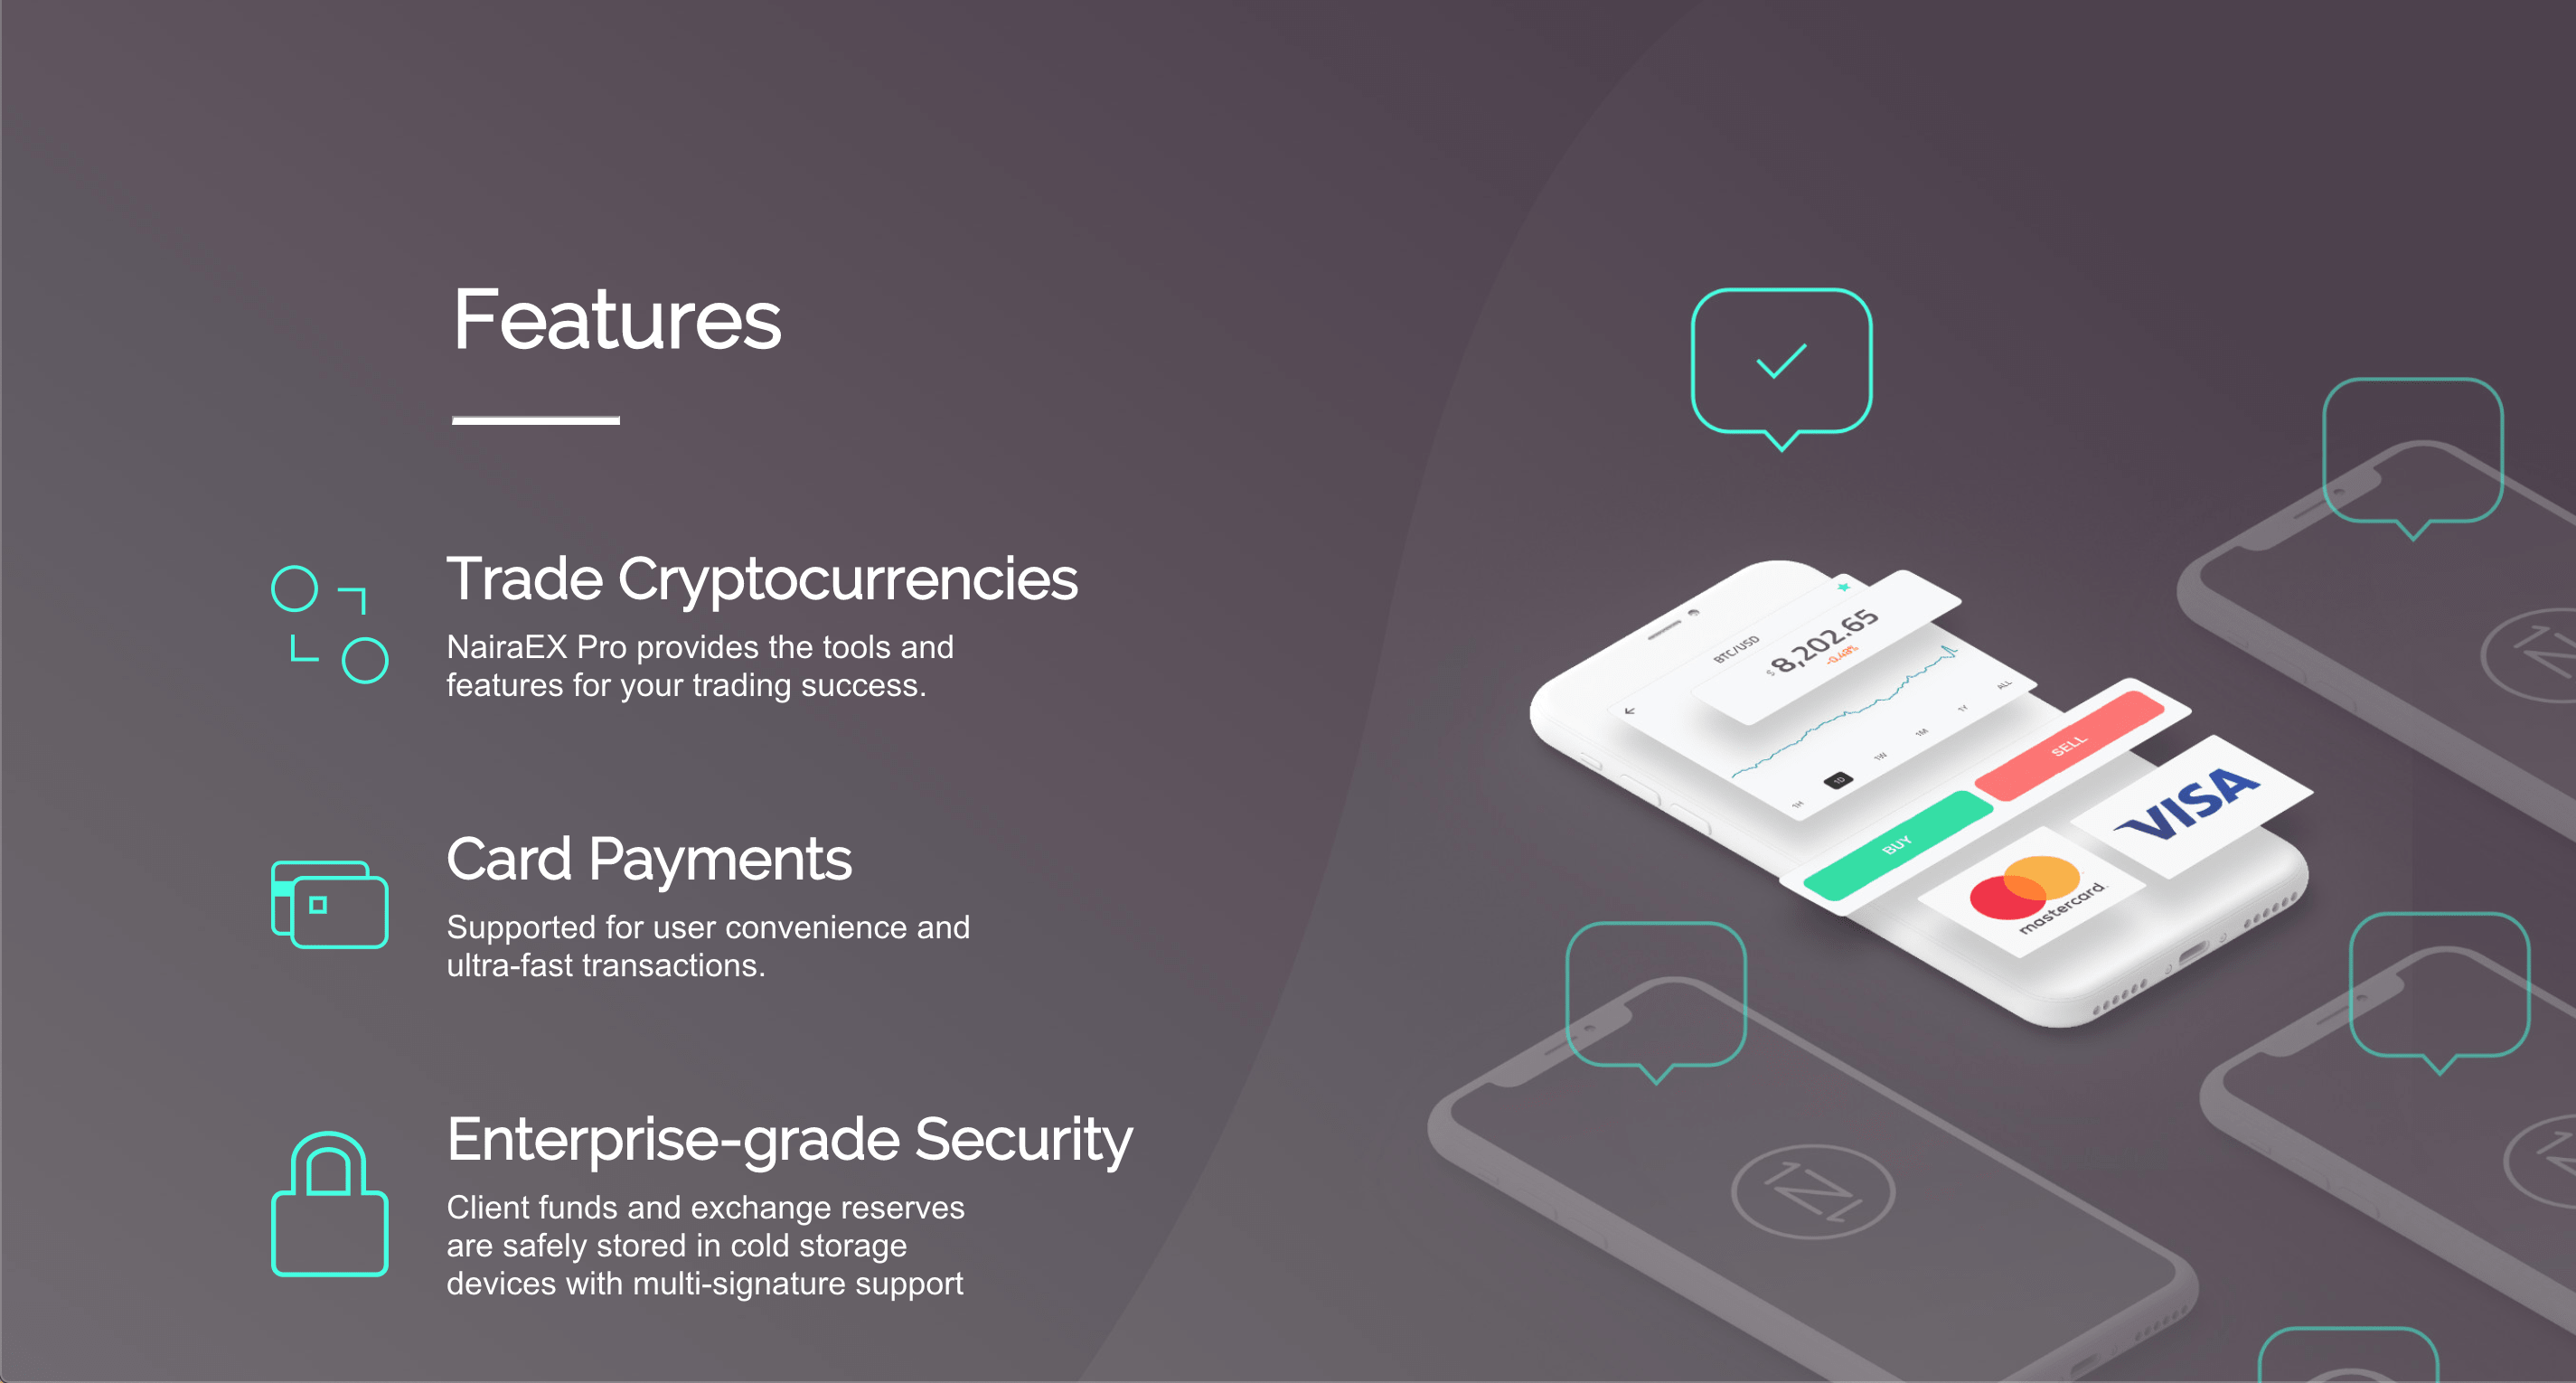 Features
Trade Cryptocurrencies
NairaEX Pro provides the tools and
features for your trading success.
Card Payments
Supported for user convenience and
ultra-fast transactions.
Enterprise-grade Security
Client funds and exchange reserves
are safely stored in cold storage
devices with multi-signature support
BTC/USD
$ 8,202.65
-0.48%
1H 1D 1W 1M 1Y ALL
BUY SELL
mastercard.
VISA